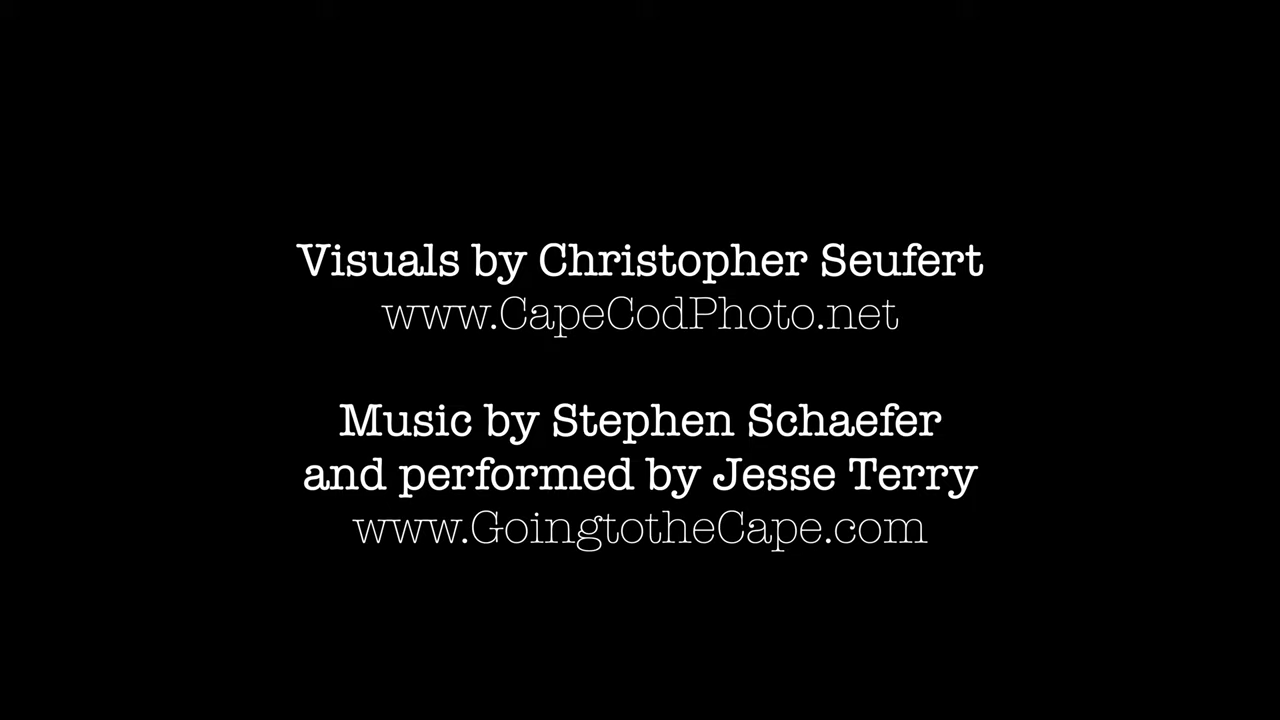 Visuals by Christopher Seufert
www.CapeCodPhoto.net
Music by Stephen Schaefer
and performed by Jesse Terry
www.GoingtotheCape.com